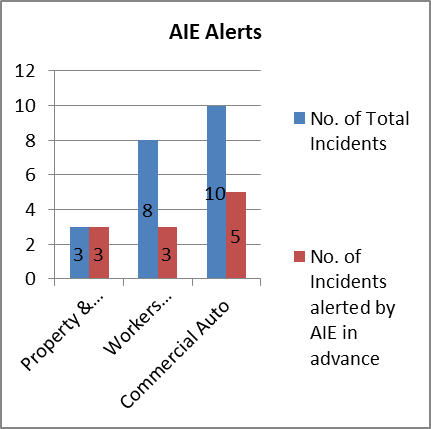 AIE Alerts
12
10
8
6
4
2
0
3
3
8
3
10
5
Property &...
Workers...
Commercial Auto
No. of Total
Incidents
No. of
Incidents
alerted by
AIE in
advance